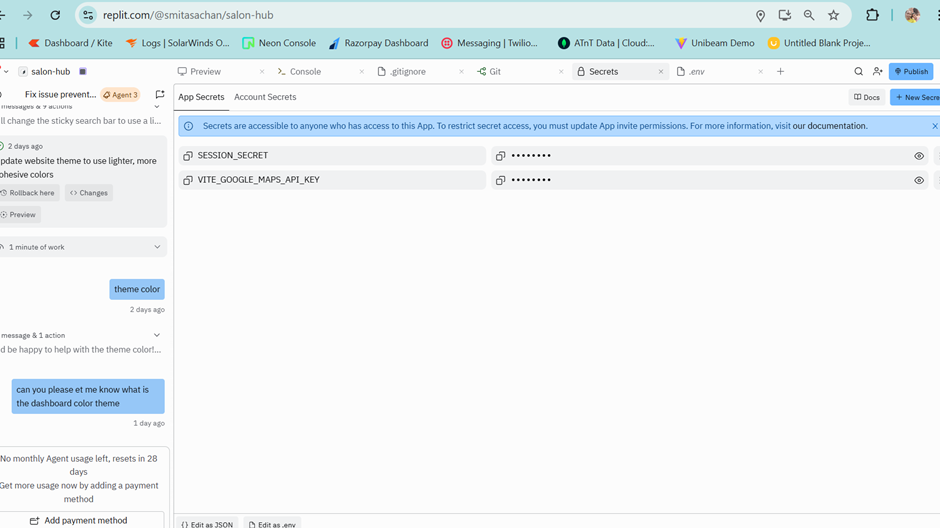 replit.com/@smitasachan/salon-hub
Dashboard / Kite
Logs | SolarWinds O...
Neon Console
Razorpay Dashboard
Messaging | Twilio...
ATnT Data | Cloud:...
Unibeam Demo
Untitled Blank Proje...
salon-hub
Preview
Console
.gitignore
Git
Secrets
.env
Publish
Fix issue prevent...
Agent 3
App Secrets
Account Secrets
Docs
New Secre
messages & 9 actions
ll change the sticky search bar to use a li...
2 days ago
pdate website theme to use lighter, more
ohesive colors
Rollback here
Changes
Preview
1 minute of work
theme color
2 days ago
message & 1 action
d be happy to help with the theme color!...
can you please et me know what is
the dashboard color theme
1 day ago
No monthly Agent usage left, resets in 28
days
Get more usage now by adding a payment
method
Add payment method
Secrets are accessible to anyone who has access to this App. To restrict secret access, you must update App invite permissions. For more information, visit our documentation.
SESSION_SECRET
••••••••
VITE_GOOGLE_MAPS_API_KEY
••••••••
{} Edit as JSON
Edit as .env